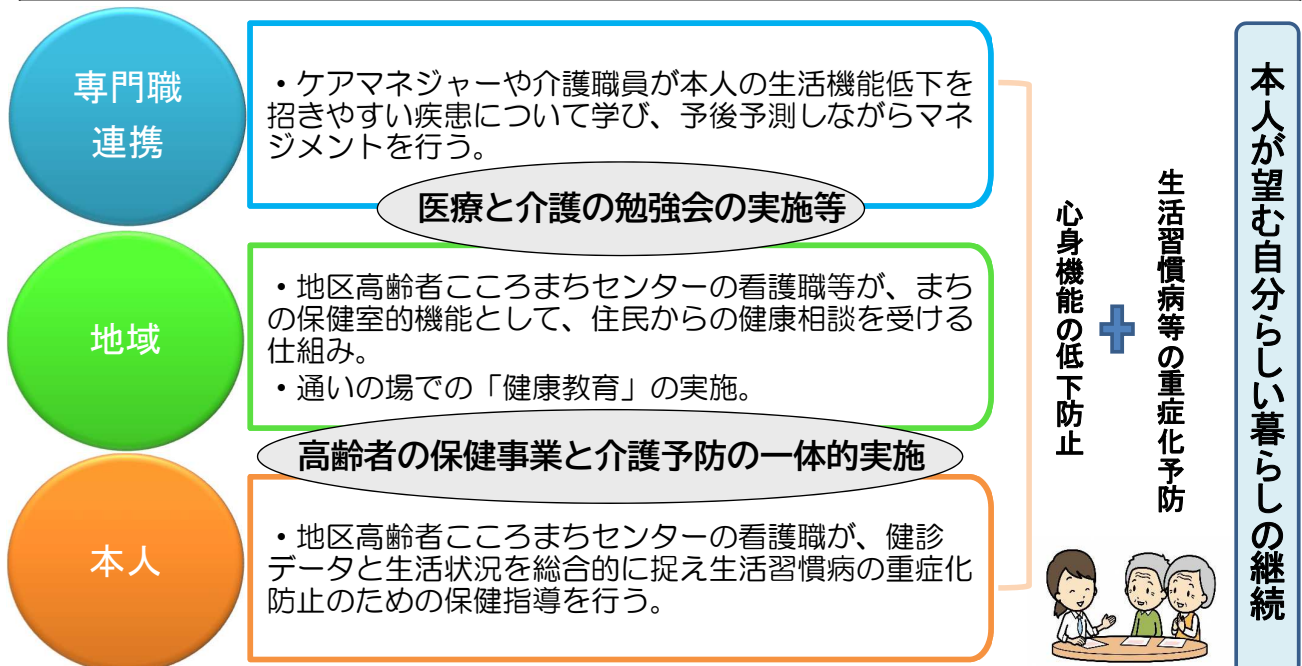 専門職
連携
・ケアマネジャーや介護職員が本人の生活機能低下を
招きやすい疾患について学び、予後予測しながらマネ
ジメントを行う。
医療と介護の勉強会の実施等
地域
・地区高齢者こころまちセンターの看護職等が、まち
の保健室的機能として、住民からの健康相談を受ける
仕組み。
・通いの場での「健康教育」の実施。
高齢者の保健事業と介護予防の一体的実施
本人
・地区高齢者こころまちセンターの看護職が、健診
データと生活状況を総合的に捉え生活習慣病の重症化
防止のための保健指導を行う。
心身機能の低下防止
生活習慣病等の重症化予防
本人が望む自分らしい暮らしの継続